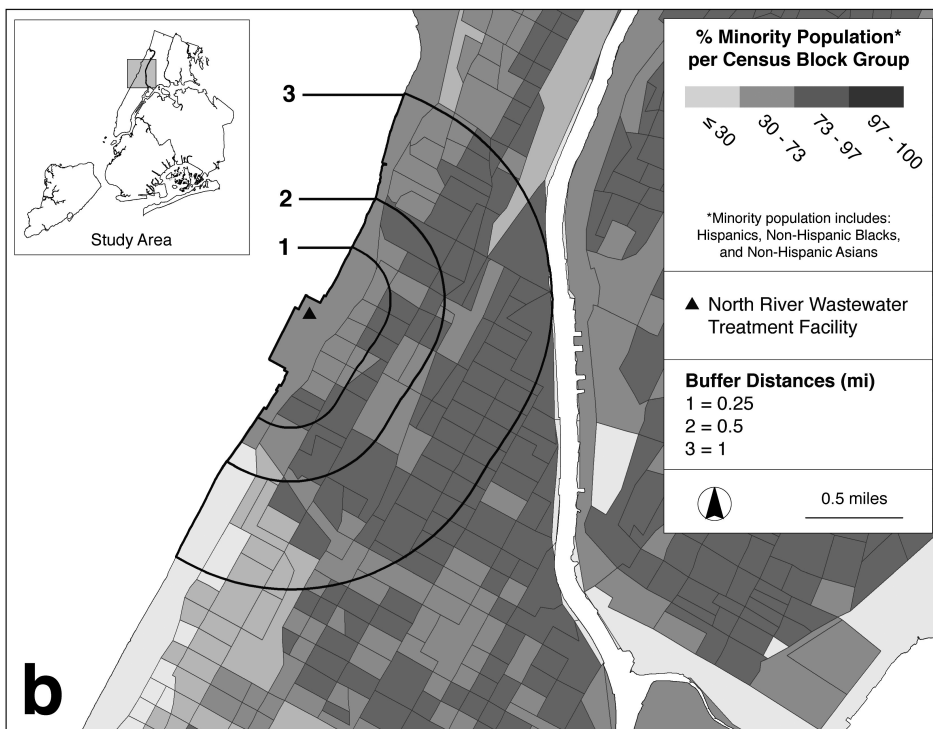 Study Area
3
2
1
b
% Minority Population*
per Census Block Group
≤ 30
30 - 73
73 - 97
97 - 100
*Minority population includes:
Hispanics, Non-Hispanic Blacks,
and Non-Hispanic Asians
▲ North River Wastewater
Treatment Facility
Buffer Distances (mi)
1 = 0.25
2 = 0.5
3 = 1
0.5 miles